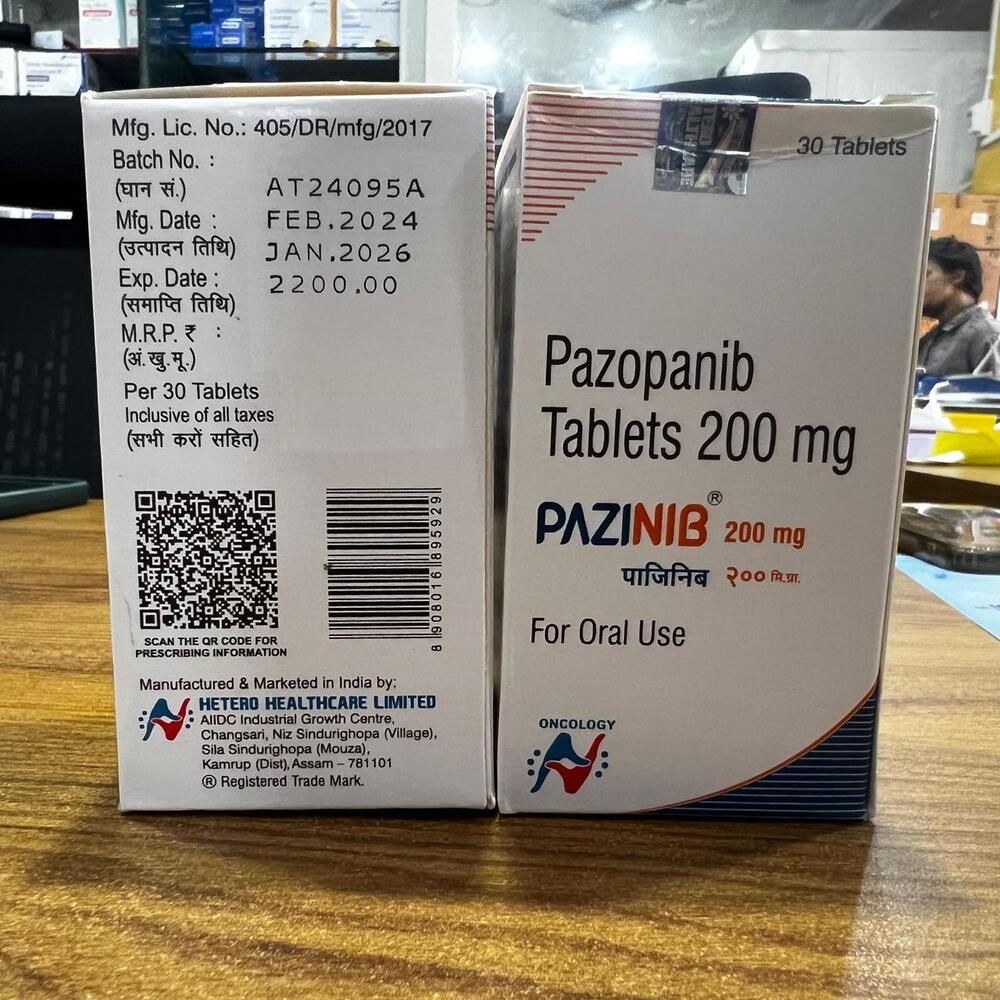 Mfg. Lic. No.: 405/DR/mfg/2017
Batch No. :
(घान सं.)
AT24095A
Mfg. Date :
FEB.2024
(उत्पादन तिथि)
JAN.2026
Exp. Date :
2200.00
(समाप्ति तिथि)
M.R.P. ₹ :
(अं.खु.मू.)
Per 30 Tablets
Inclusive of all taxes
(सभी करों सहित)
SCAN THE QR CODE FOR
PRESCRIBING INFORMATION
8 908016 895929
Manufactured & Marketed in India by:
HETERO HEALTHCARE LIMITED
AIIDC Industrial Growth Centre,
Changsari, Niz Sindurighopa (Village),
Sila Sindurighopa (Mouza),
Kamrup (Dist), Assam – 781101
® Registered Trade Mark.
30 Tablets
Pazopanib
Tablets 200 mg
PAZINIB® 200 mg
पाजिनिब २०० मि.ग्रा.
For Oral Use
ONCOLOGY